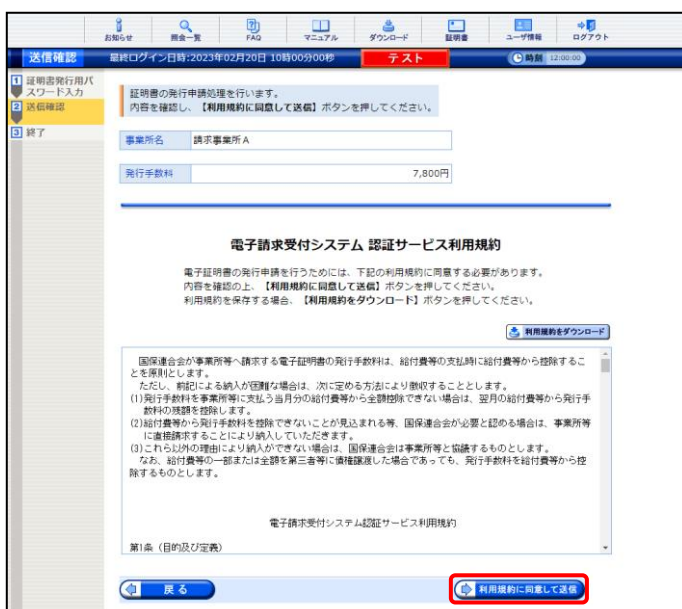 お知らせ 照会一覧 FAQ マニュアル ダウンロード 証明書 ユーザ情報 ログアウト
送信確認 最終ログイン日時:2023年02月20日 10時00分00秒 テスト 時刻 12:00:00
1 証明書発行用パ
スワード入力
2 送信確認
3 終了
証明書の発行申請処理を行います。
内容を確認し、【利用規約に同意して送信】ボタンを押してください。
事業所名 請求事業所A
発行手数料 7,800円
電子請求受付システム 認証サービス利用規約
電子証明書の発行申請を行うためには、下記の利用規約に同意する必要があります。
内容を確認の上、【利用規約に同意して送信】ボタンを押してください。
利用規約を保存する場合、【利用規約をダウンロード】ボタンを押してください。
利用規約をダウンロード
国保連合会が事業所等へ請求する電子証明書の発行手数料は、給付費等の支払時に給付費等から控除するこ
とを原則とします。
ただし、前記による納入が困難な場合は、次に定める方法により徴収することとします。
(1)発行手数料を事業所等に支払う当月分の給付費等から全額控除できない場合は、翌月の給付費等から発行手
数料の残額を控除します。
(2)給付費等から発行手数料を控除できないことが見込まれる等、国保連合会が必要と認める場合は、事業所等
に直接請求することにより納入していただきます。
(3)これら以外の理由により納入ができない場合は、国保連合会は事業所等と協議するものとします。
なお、給付費等の一部または全額を第三者等に債権譲渡した場合であっても、発行手数料を給付費等から控
除するものとします。
電子請求受付システム認証サービス利用規約
第1条（目的及び定義）
戻る 利用規約に同意して送信